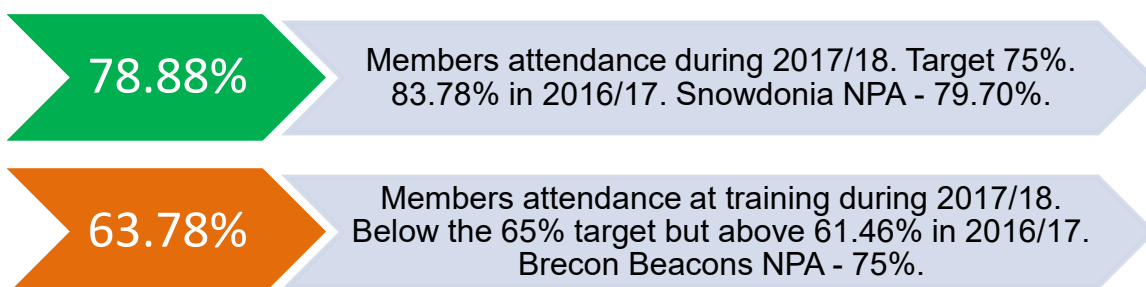 78.88%
Members attendance during 2017/18. Target 75%.
83.78% in 2016/17. Snowdonia NPA - 79.70%.
63.78%
Members attendance at training during 2017/18.
Below the 65% target but above 61.46% in 2016/17.
Brecon Beacons NPA - 75%.